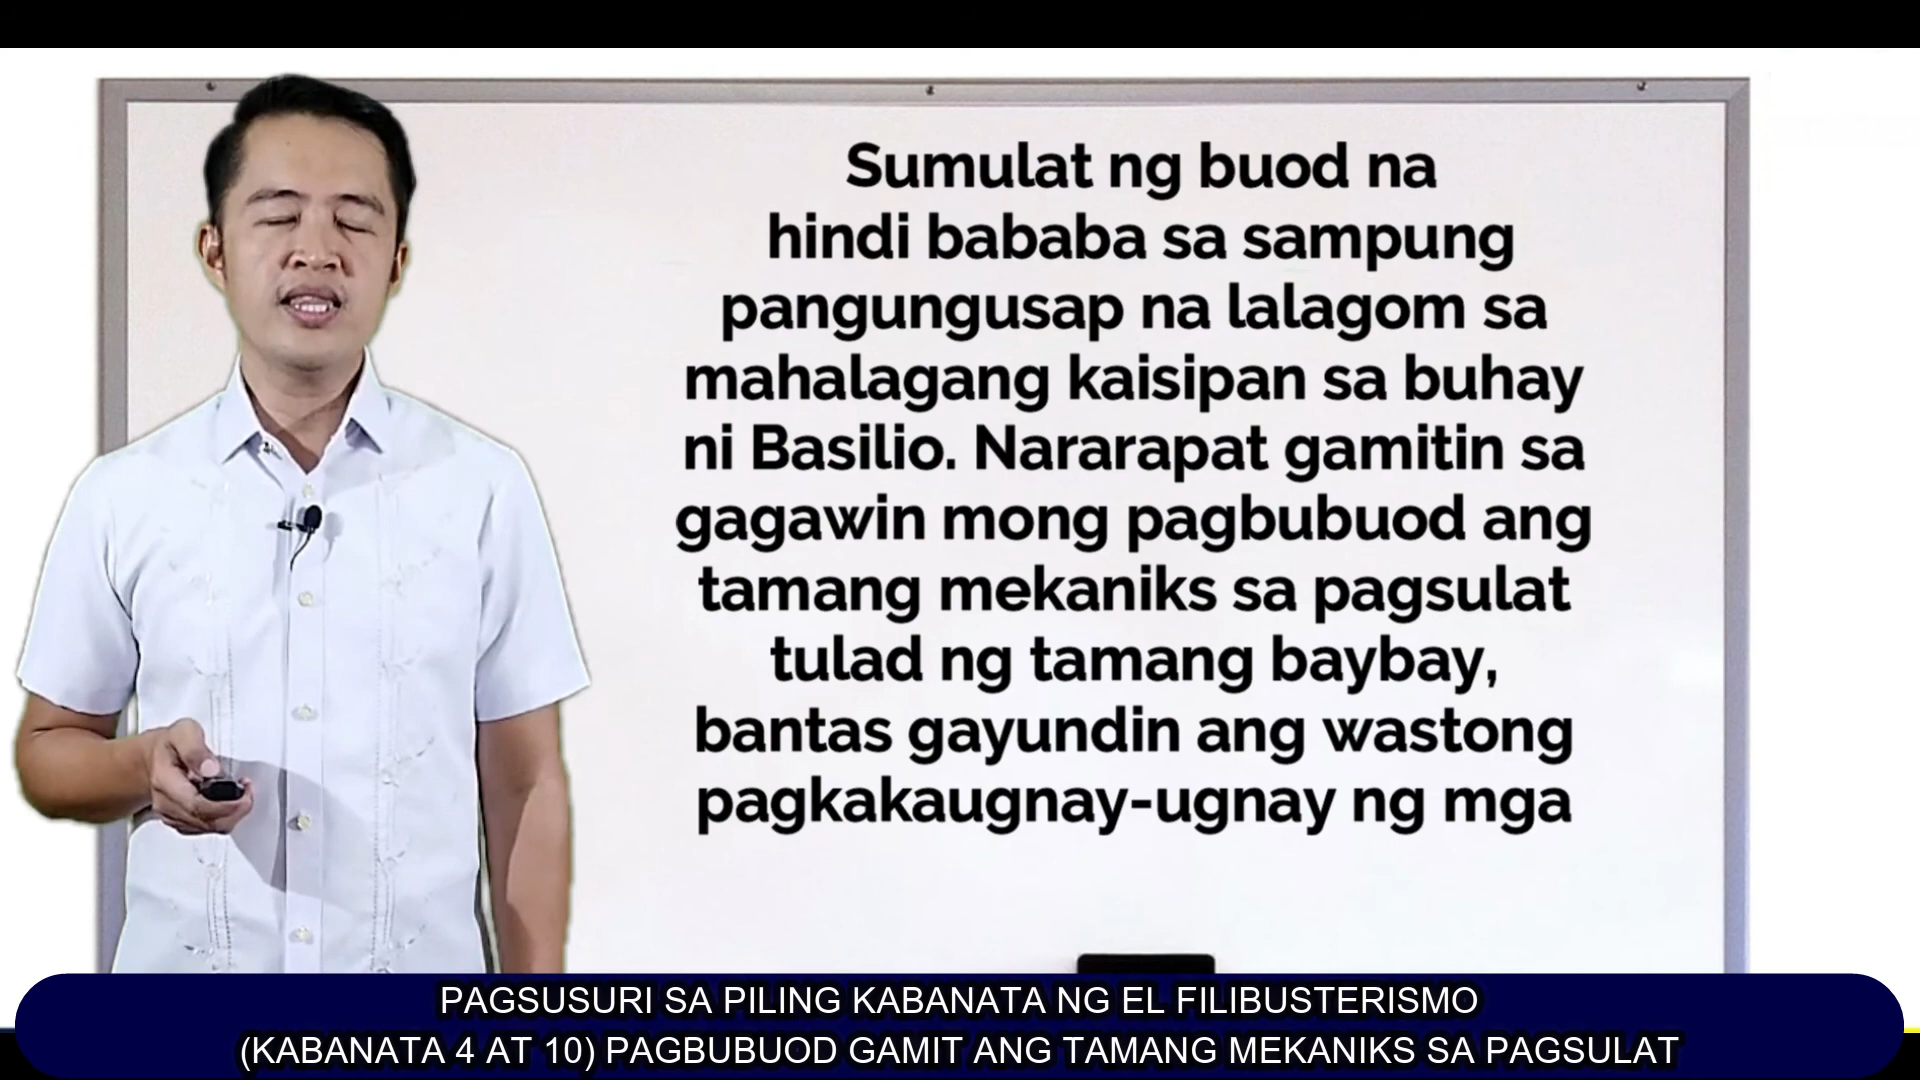 Sumulat ng buod na
hindi bababa sa sampung
pangungusap na lalagom sa
mahalagang kaisipan sa buhay
ni Basilio. Nararapat gamitin sa
gagawin mong pagbubuod ang
tamang mekaniks sa pagsulat
tulad ng tamang baybay,
bantas gayundin ang wastong
pagkakaugnay-ugnay ng mga
PAGSUSURI SA PILING KABANATA NG EL FILIBUSTERISMO
(KABANATA 4 AT 10) PAGBUBUOD GAMIT ANG TAMANG MEKANIKS SA PAGSULAT